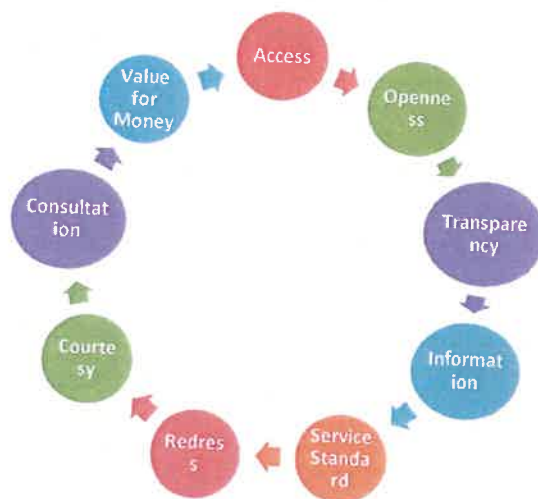 Access
Openne
ss
Transpare
ncy
Informat
ion
Service
Standa
rd
Redres
s
Courte
sy
Consultat
ion
Value
for
Money